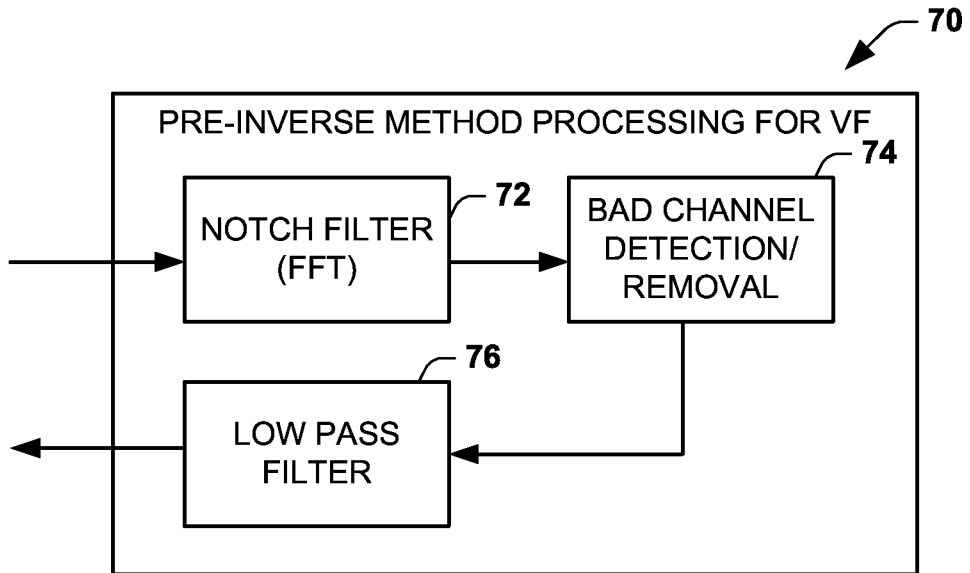 70
PRE-INVERSE METHOD PROCESSING FOR VF
72
NOTCH FILTER
(FFT)
74
BAD CHANNEL
DETECTION/
REMOVAL
76
LOW PASS
FILTER